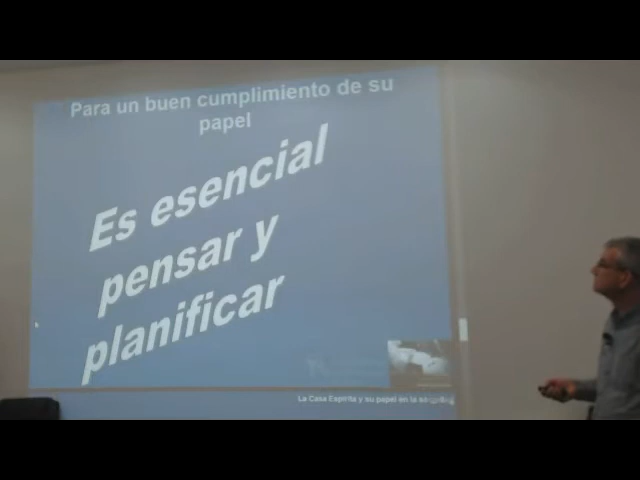 Para un buen cumplimiento de su
papel
Es esencial
pensar y
planificar
La Casa Espírita y su papel en la